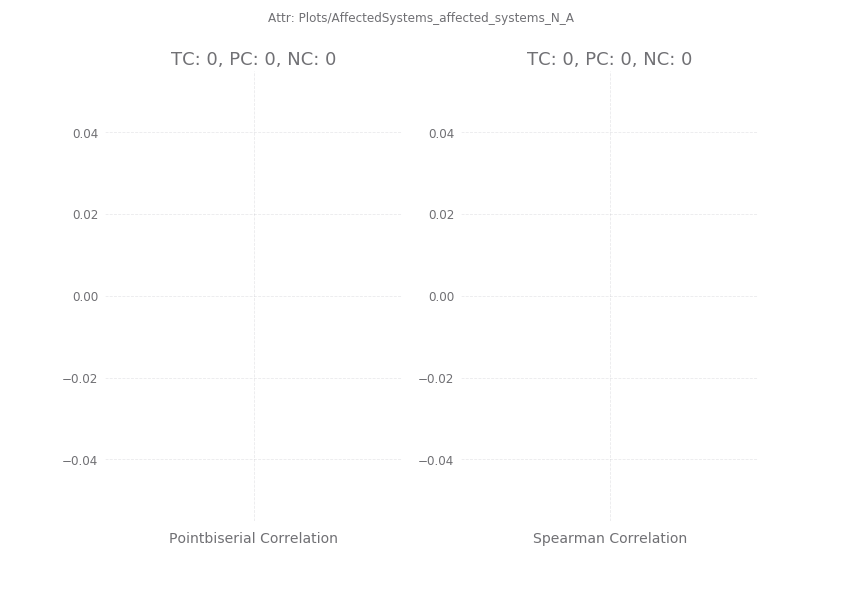 Attr: Plots/AffectedSystems_affected_systems_N_A
TC: 0, PC: 0, NC: 0
0.04
0.02
0.00
−0.02
−0.04
Pointbiserial Correlation
TC: 0, PC: 0, NC: 0
0.04
0.02
0.00
−0.02
−0.04
Spearman Correlation